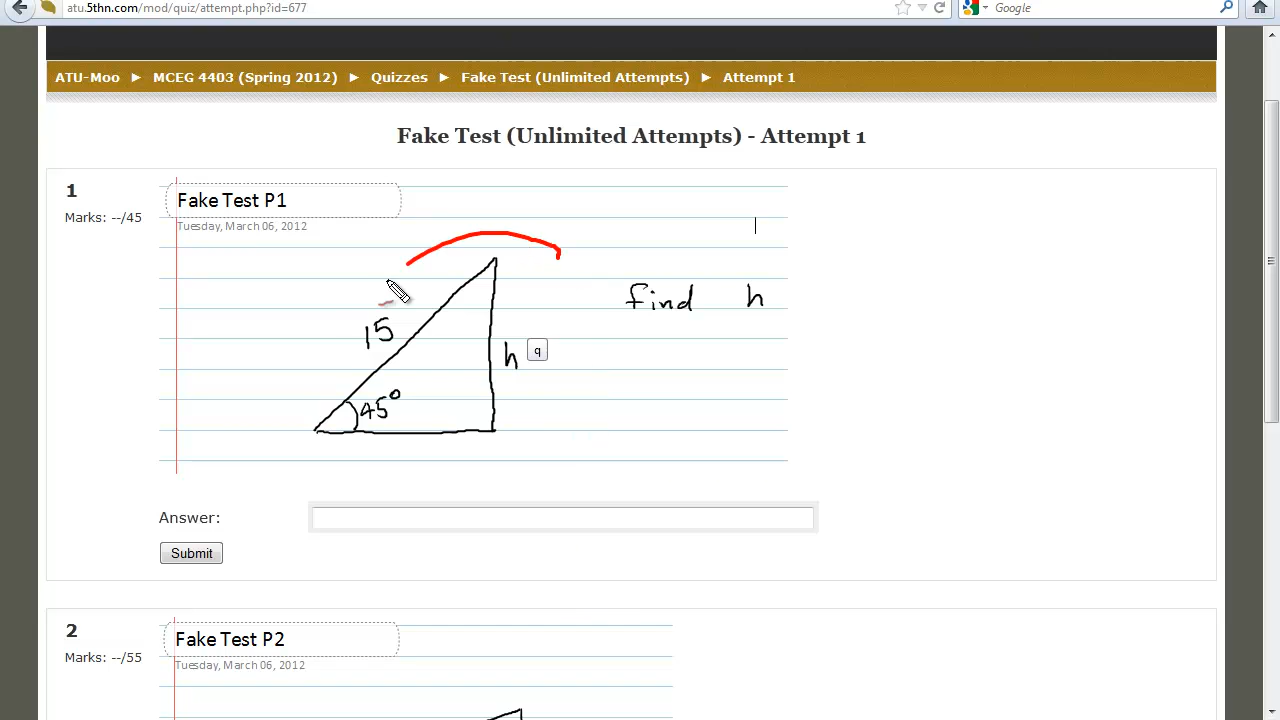 atu.5thn.com/mod/quiz/attempt.php?id=677
Google
ATU-Moo ► MCEG 4403 (Spring 2012) ► Quizzes ► Fake Test (Unlimited Attempts) ► Attempt 1
Fake Test (Unlimited Attempts) - Attempt 1
1
Marks: --/45
Fake Test P1
Tuesday, March 06, 2012
find h
15
h
q
45°
Answer:
Submit
2
Marks: --/55
Fake Test P2
Tuesday, March 06, 2012